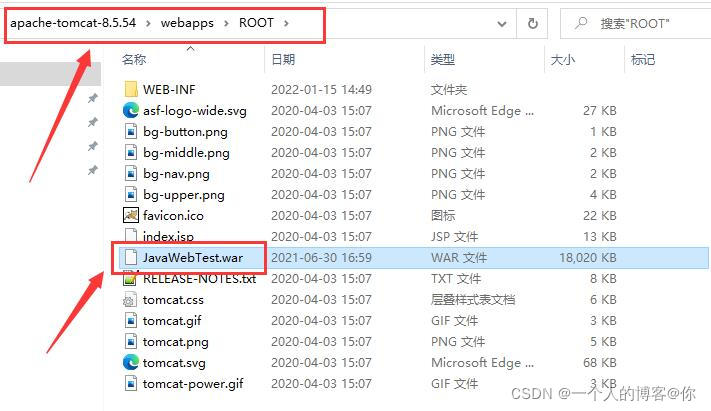 apache-tomcat-8.5.54 > webapps > ROOT >
搜索"ROOT"
名称 日期 类型 大小 标记
WEB-INF 2022-01-15 14:49 文件夹
asf-logo-wide.svg 2020-04-03 15:07 Microsoft Edge ... 27 KB
bg-button.png 2020-04-03 15:07 PNG 文件 1 KB
bg-middle.png 2020-04-03 15:07 PNG 文件 2 KB
bg-nav.png 2020-04-03 15:07 PNG 文件 2 KB
bg-upper.png 2020-04-03 15:07 PNG 文件 4 KB
favicon.ico 2020-04-03 15:07 图标 22 KB
index.jsp 2020-04-03 15:07 JSP 文件 13 KB
JavaWebTest.war 2021-06-30 16:59 WAR 文件 18,020 KB
RELEASE-NOTES.txt 2020-04-03 15:07 TXT 文件 8 KB
tomcat.css 2020-04-03 15:07 层叠样式表文档 6 KB
tomcat.gif 2020-04-03 15:07 GIF 文件 3 KB
tomcat.png 2020-04-03 15:07 PNG 文件 5 KB
tomcat.svg 2020-04-03 15:07 Microsoft Edge ... 68 KB
tomcat-power.gif 2020-04-03 15:07 GIF 文件 3 KB
CSDN @一个人的博客@你